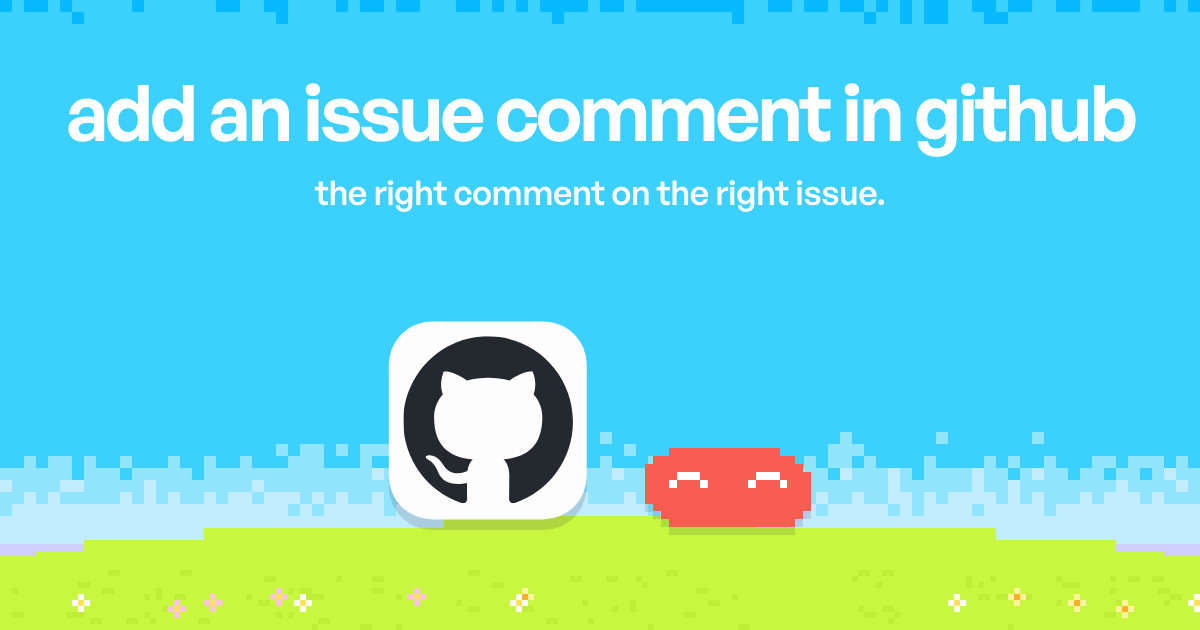 add an issue comment in github
the right comment on the right issue.